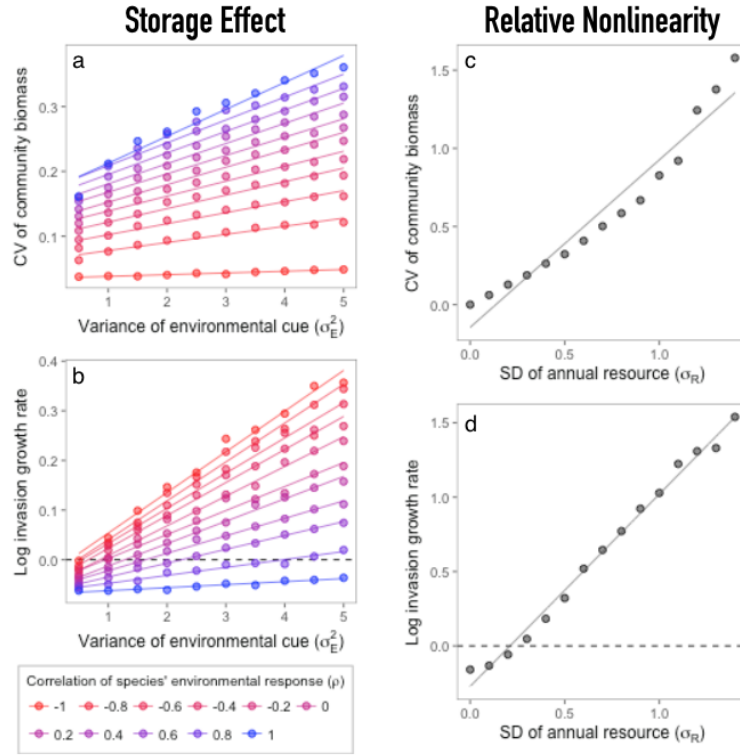 Storage Effect
Relative Nonlinearity
a
CV of community biomass
0.3
0.2
0.1
1 2 3 4 5
Variance of environmental cue (σ²E)
c
CV of community biomass
1.5
1.0
0.5
0.0
0.0 0.5 1.0
SD of annual resource (σR)
b
Log invasion growth rate
0.4
0.3
0.2
0.1
0.0
1 2 3 4 5
Variance of environmental cue (σ²E)
d
Log invasion growth rate
1.5
1.0
0.5
0.0
0.0 0.5 1.0
SD of annual resource (σR)
Correlation of species' environmental response (ρ)
-1 -0.8 -0.6 -0.4 -0.2 0
0.2 0.4 0.6 0.8 1